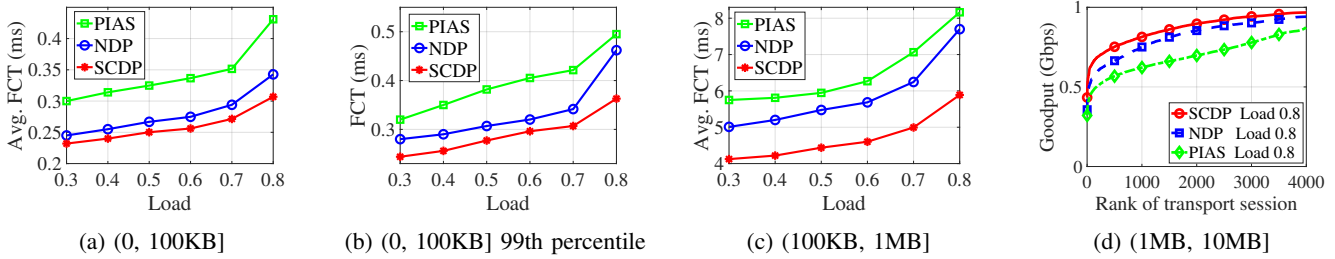 Avg. FCT (ms)
0.4
0.35
0.3
0.25
0.2
PIAS
NDP
SCDP
0.3 0.4 0.5 0.6 0.7 0.8
Load
(a) (0, 100KB]
FCT (ms)
0.5
0.4
0.3
PIAS
NDP
SCDP
0.3 0.4 0.5 0.6 0.7 0.8
Load
(b) (0, 100KB] 99th percentile
Avg. FCT (ms)
8
7
6
5
4
PIAS
NDP
SCDP
0.3 0.4 0.5 0.6 0.7 0.8
Load
(c) (100KB, 1MB]
Goodput (Gbps)
1
0.5
0
SCDP Load 0.8
NDP Load 0.8
PIAS Load 0.8
0 1000 2000 3000 4000
Rank of transport session
(d) (1MB, 10MB]